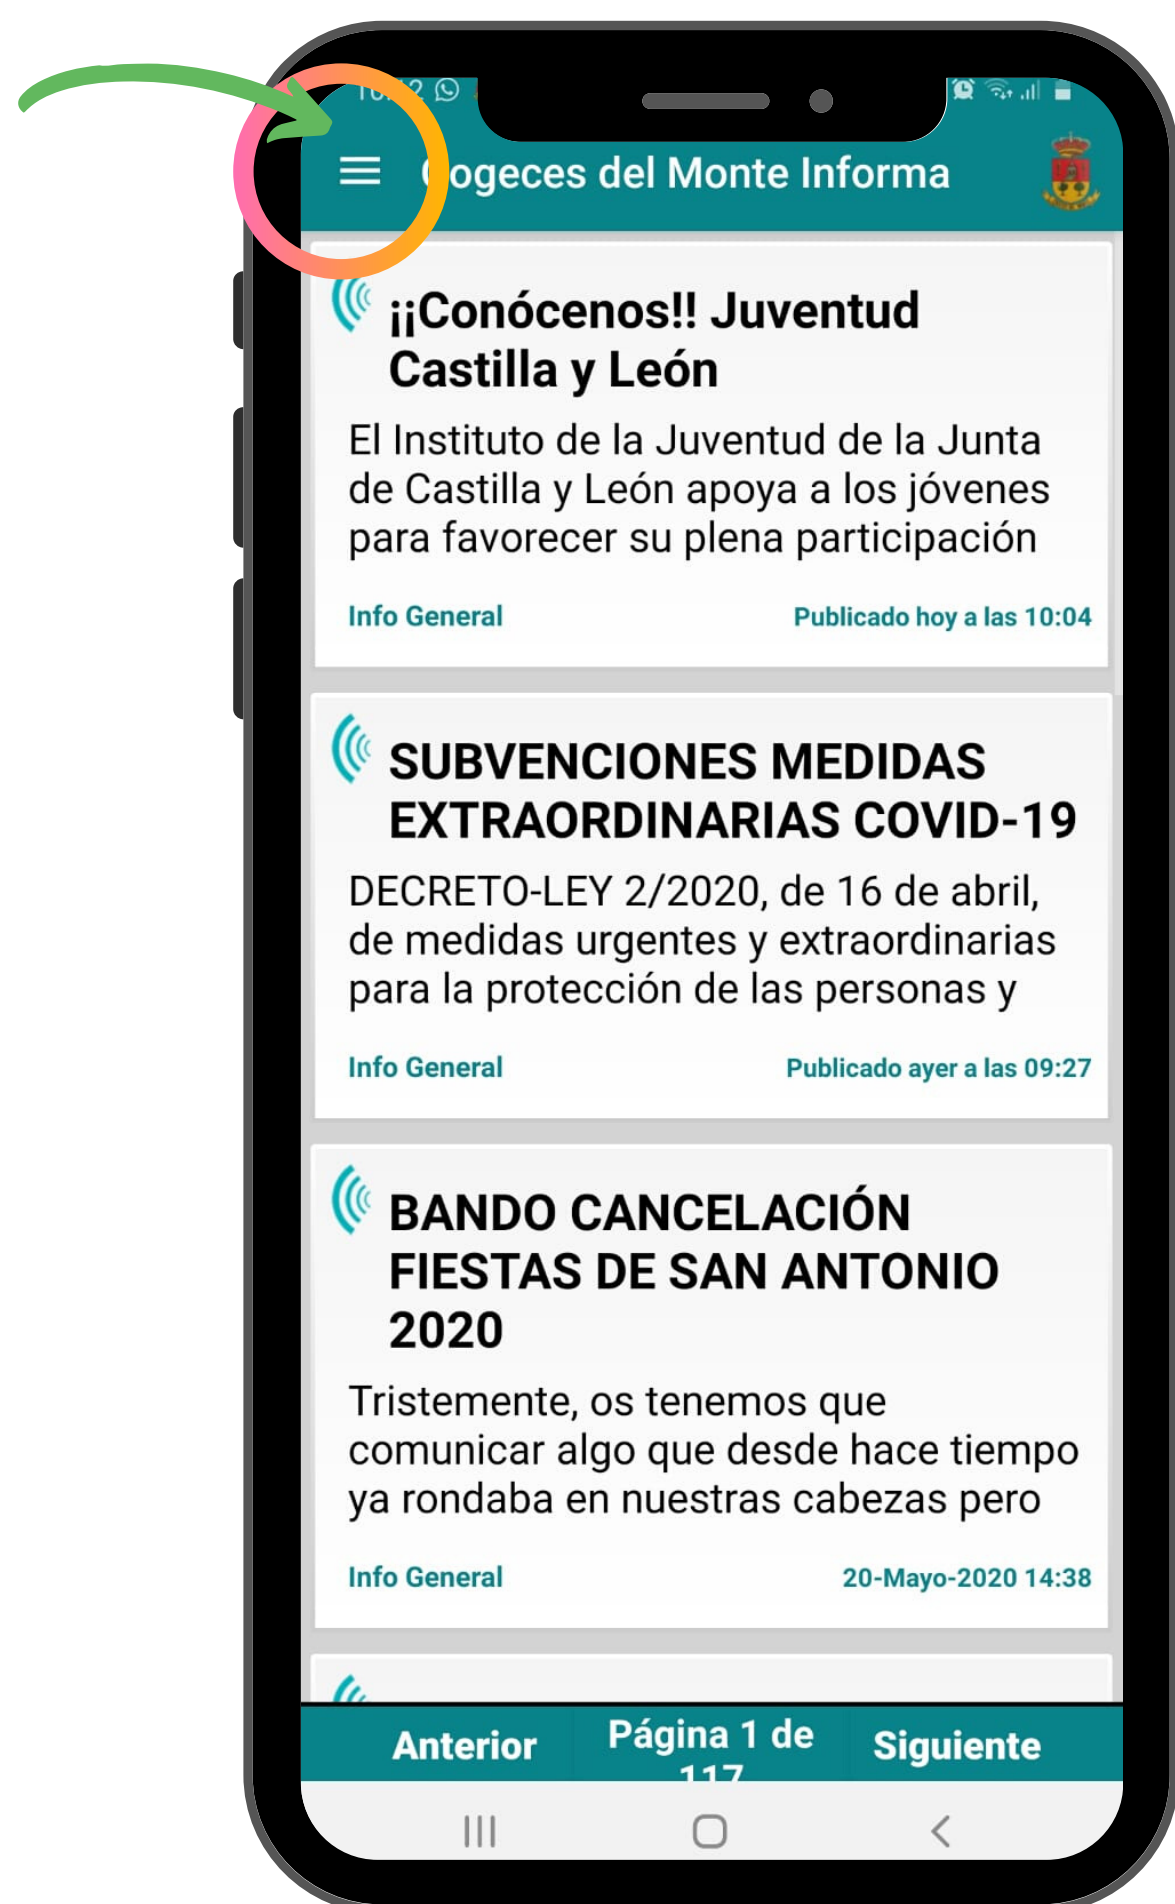 Cogeces del Monte Informa
¡¡Conócenos!! Juventud
Castilla y León
El Instituto de la Juventud de la Junta
de Castilla y León apoya a los jóvenes
para favorecer su plena participación
Info General
Publicado hoy a las 10:04
SUBVENCIONES MEDIDAS
EXTRAORDINARIAS COVID-19
DECRETO-LEY 2/2020, de 16 de abril,
de medidas urgentes y extraordinarias
para la protección de las personas y
Info General
Publicado ayer a las 09:27
BANDO CANCELACIÓN
FIESTAS DE SAN ANTONIO
2020
Tristemente, os tenemos que
comunicar algo que desde hace tiempo
ya rondaba en nuestras cabezas pero
Info General
20-Mayo-2020 14:38
Anterior
Página 1 de
117
Siguiente